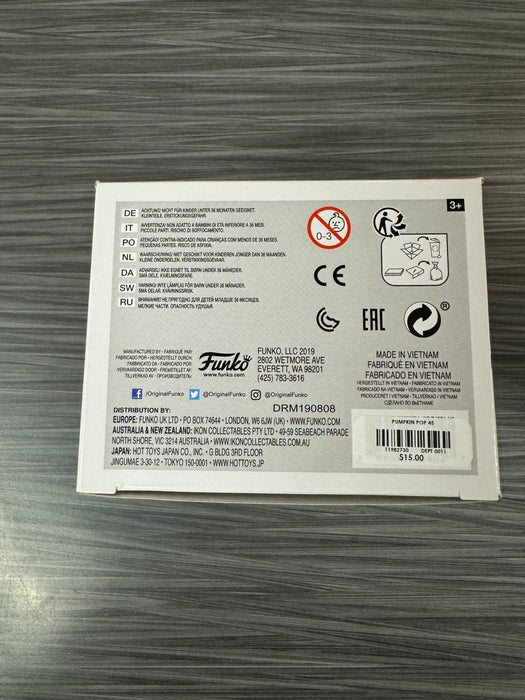 DE ACHTUNG! NICHT FÜR KINDER UNTER 36 MONATEN GEEIGNET.
KLEINTEILE. ERSTICKUNGSGEFAHR.
IT AVVERTENZA! NON ADATTO A BAMBINI DI ETÀ INFERIORE A 36 MESI.
PICCOLE PARTI. RISCHIO DI SOFFOCAMENTO.
PO ATENÇÃO! CONTRA-INDICADO PARA CRIANÇAS COM MENOS DE 36 MESES.
PEQUENAS PARTES. RISCO DE ASFIXIA.
NL WAARSCHUWING! NIET GESCHIKT VOOR KINDEREN JONGER DAN 36 MAANDEN.
KLEINE ONDERDELEN. VERSTIKKINGSGEVAAR.
DA ADVARSEL! IKKE EGNET TIL BØRN UNDER 36 MÅNEDER.
SMÅ DELE. KVÆLNINGSFARE.
SW VARNING! INTE LÄMPLIG FÖR BARN UNDER 36 MÅNADER.
SMÅ DELAR. KVÄVNINGSRISK.
RU ВНИМАНИЕ! НЕ ПРИГОДНО ДЛЯ ДЕТЕЙ МЛАДШЕ 36 МЕСЯЦЕВ.
МЕЛКИЕ ЧАСТИ. ОПАСНОСТЬ УДУШЬЯ.
0-3
3+
CE
EAC
®
MANUFACTURED BY · FABRIQUÉ PAR:
FABRICADO POR · HERGESTELLT DURCH:
FABBRICATO DA · FABRICADO POR:
VERVAARDIGD DOOR · FREMSTILLET AF:
TILLVERKAD AV · ПРОИЗВОДИТЕЛЬ:
Funko
www.funko.com
FUNKO, LLC 2019
2802 WETMORE AVE
EVERETT, WA 98201
(425) 783-3616
MADE IN VIETNAM
FABRIQUÉ EN VIETNAM
FABRICADO EN VIETNAM
HERGESTELLT IN VIETNAM · FABBRICATO IN VIETNAM
FABRICADO NO VIETNAM · VERVAARDIGD IN VIETNAM
PRODUCERET I VIETNAM · TILLVERKAD I VIETNAM
СДЕЛАНО ВО ВЬЕТНАМЕ
/OriginalFunko @OriginalFunko @OriginalFunko
DISTRIBUTION BY: DRM190808
EUROPE: FUNKO UK LTD · PO BOX 74644 · LONDON, W6 6JW (UK) · WWW.FUNKO.COM
AUSTRALIA & NEW ZEALAND: IKON COLLECTABLES PTY LTD · 49-59 SEABEACH PARADE
NORTH SHORE, VIC 3214 AUSTRALIA · WWW.IKONCOLLECTABLES.COM.AU
JAPAN: HOT TOYS JAPAN CO., INC. · G BLDG 3RD FLOOR
JINGUMAE 3-30-12 · TOKYO 150-0001 · WWW.HOTTOYS.JP
PUMPKIN POP 45
11982730 DEPT 0011
$15.00